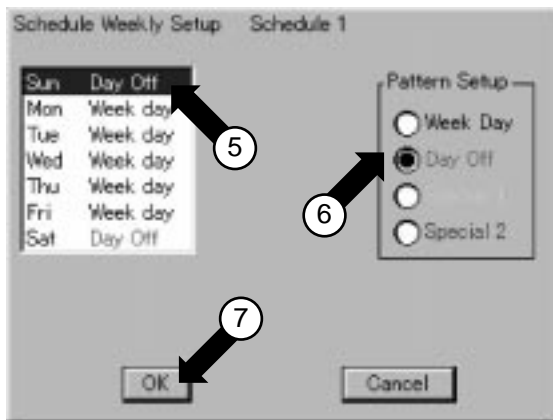 Schedule Weekly Setup Schedule 1
Sun Day Off
Mon Week day
Tue Week day
Wed Week day
Thu Week day
Fri Week day
Sat Day Off
5
Pattern Setup
Week Day
Day Off
Special 2
6
7
OK
Cancel